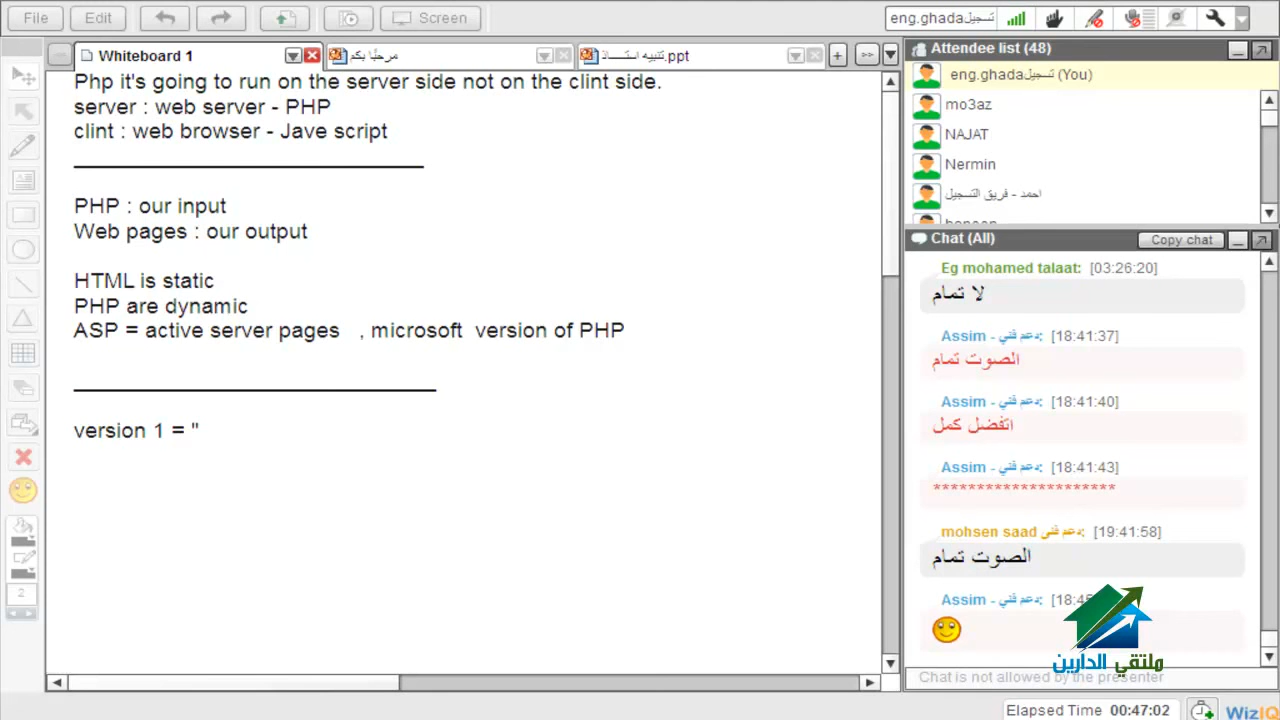 File
Edit
Screen
eng.ghadaتسجيل
Whiteboard 1
مرحبًا بكم
تنبيه استــــاذ.ppt
Php it's going to run on the server side not on the clint side.
server : web server - PHP
clint : web browser - Jave script
PHP : our input
Web pages : our output
HTML is static
PHP are dynamic
ASP = active server pages , microsoft version of PHP
version 1 = "
2
Attendee list (48)
eng.ghadaتسجيل (You)
mo3az
NAJAT
Nermin
احمد - فريق التسجيل
Chat (All)
Copy chat
Eg mohamed talaat: [03:26:20]
لا تمام
Assim - دعم فني: [18:41:37]
الصوت تمام
Assim - دعم فني: [18:41:40]
اتفضل كمل
Assim - دعم فني: [18:41:43]
*********************
mohsen saad دعم فنى: [19:41:58]
الصوت تمام
Assim - دعم فني:
ملتقي الدارين
Chat is not allowed by the presenter
Elapsed Time 00:47:02
WizIQ